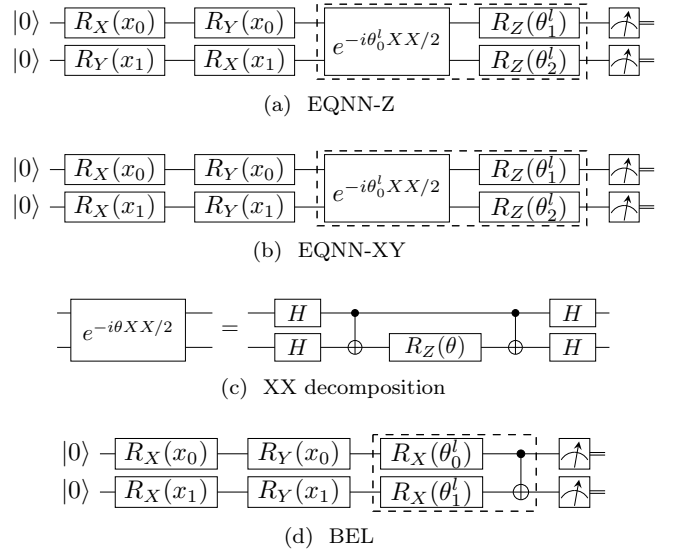 |0⟩ R_X(x_0) R_Y(x_0) e^{-iθ_0^l XX/2} R_Z(θ_1^l)
|0⟩ R_Y(x_1) R_X(x_1) R_Z(θ_2^l)
(a) EQNN-Z
|0⟩ R_X(x_0) R_Y(x_0) e^{-iθ_0^l XX/2} R_Z(θ_1^l)
|0⟩ R_X(x_1) R_Y(x_1) R_Z(θ_2^l)
(b) EQNN-XY
e^{-iθXX/2} = H H
H R_Z(θ) H
(c) XX decomposition
|0⟩ R_X(x_0) R_Y(x_0) R_X(θ_0^l)
|0⟩ R_X(x_1) R_Y(x_1) R_X(θ_1^l)
(d) BEL